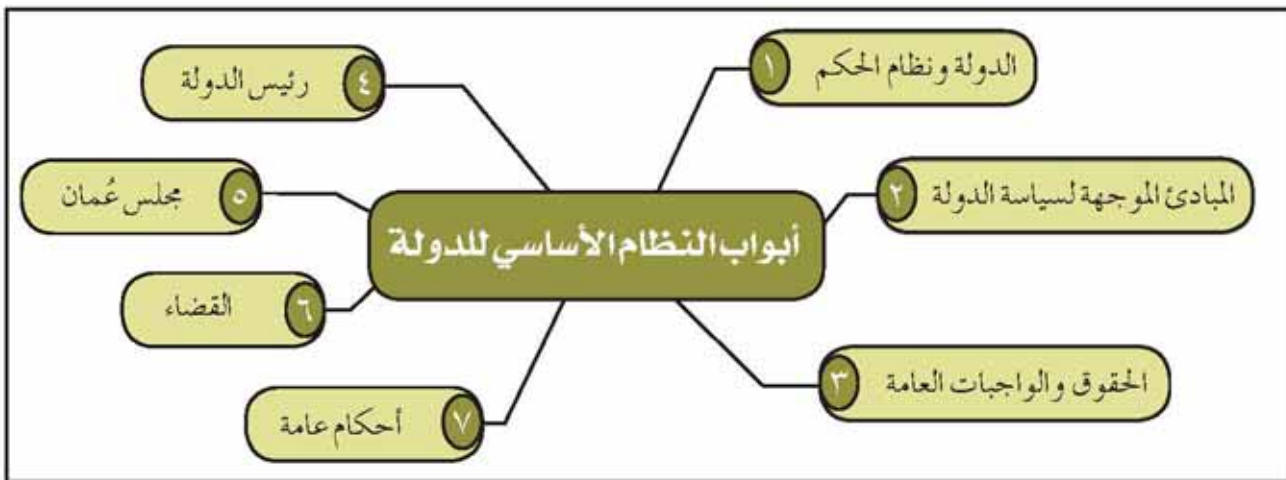 أبواب النظام الأساسي للدولة
١ الدولة ونظام الحكم
٢ المبادئ الموجهة لسياسة الدولة
٣ الحقوق والواجبات العامة
٤ رئيس الدولة
٥ مجلس عُمان
٦ القضاء
٧ أحكام عامة